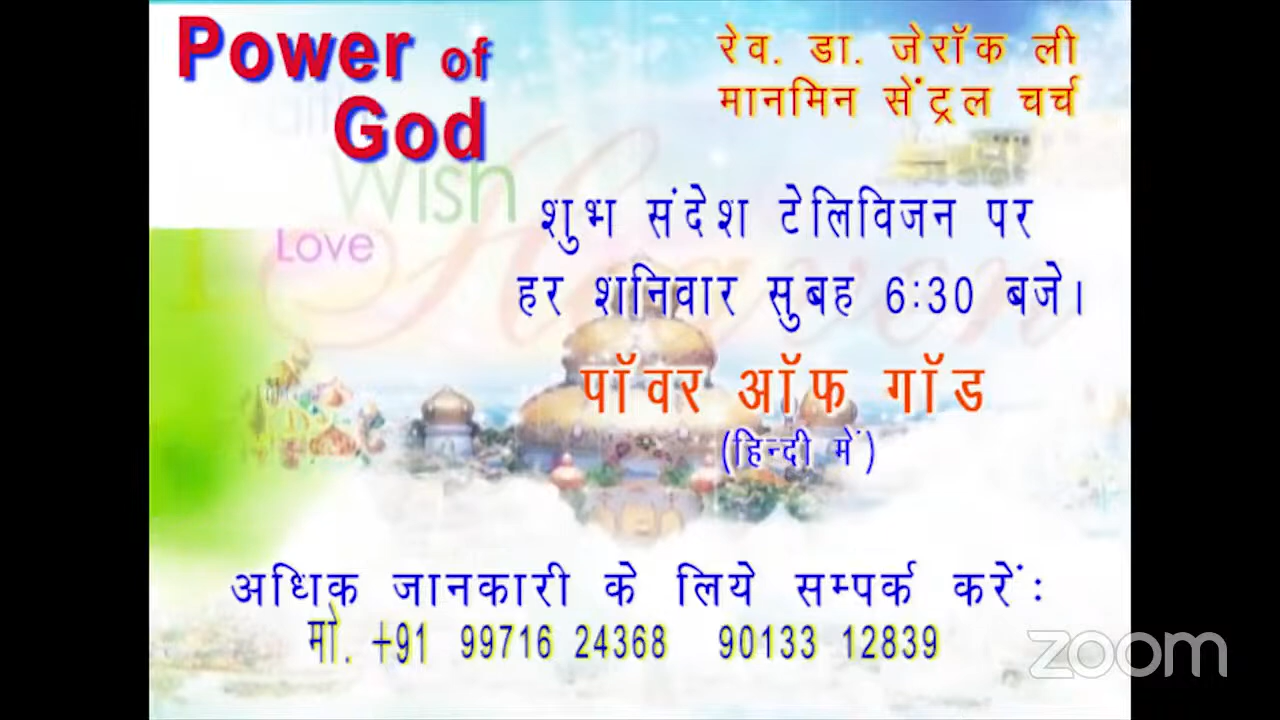 Power of
God
रेव. डा. जेरॉक ली
मानमिन सेंट्रल चर्च
Wish
Love
Heaven
शुभ संदेश टेलिविजन पर
हर शनिवार सुबह 6:30 बजे।
पॉवर ऑफ गॉड
(हिन्दी में)
अधिक जानकारी के लिये सम्पर्क करें:
मो. +91 99716 24368 90133 12839
zoom